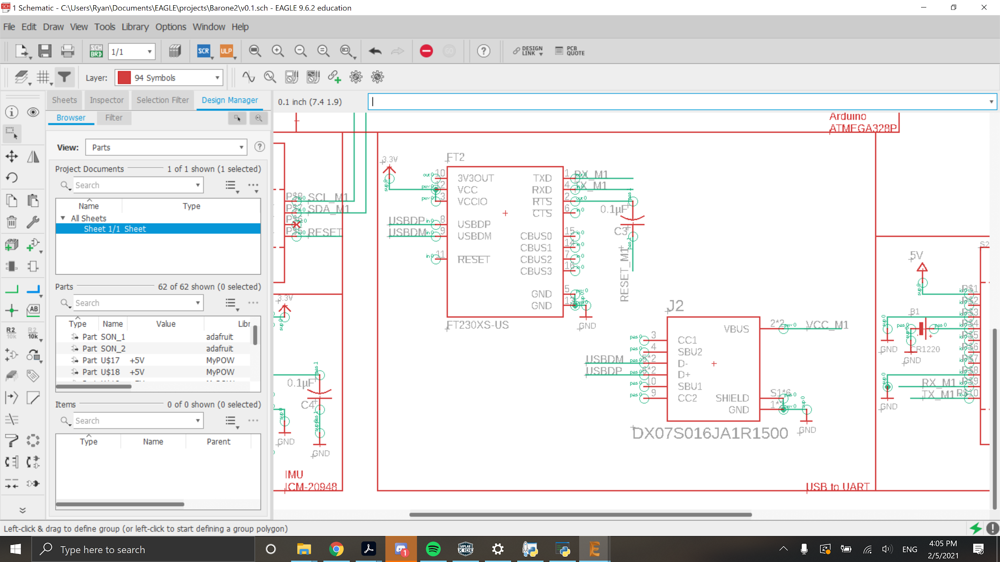 1 Schematic - C:\Users\Ryan\Documents\EAGLE\projects\Barone2\v0.1.sch - EAGLE 9.6.2 education
File Edit Draw View Tools Library Options Window Help
SCH BRD
1/1
SCR
ULP
GO
DESIGN LINK
PCB QUOTE
Layer: 94 Symbols
Sheets Inspector Selection Filter Design Manager
0.1 inch (7.4 1.9)
Browser Filter
View: Parts
Project Documents 1 of 1 shown (1 selected)
Search
Name Type
All Sheets
Sheet 1/1 Sheet
Parts 62 of 62 shown (0 selected)
Search
Type Name Value Libr
Part SON_1 adafruit
Part SON_2 adafruit
Part U$17 +5V MyPOW
Part U$18 +5V MyPOW
Items 0 of 0 shown (0 selected)
Search
Type Name Parent
R2
10k
R2
10k
AB
Arduino
ATMEGA328P
P$8 SCL_M1
P$7 SDA_M1
P$6
P$5 RESET
3.3V
0.1µF
C4
GND
GND
IMU
ICM-20948
3.3V
FT2
10 3V3OUT
12 VCC
3 VCCIO
USBDP 8 USBDP
USBDM 9 USBDM
11 RESET
TXD 1 RX_M1
RXD 4 TX_M1
RTS 2
CTS 6
CBUS0 15
CBUS1 14
CBUS2 7
CBUS3 16
GND 5
GND 13
FT230XS-US
GND
0.1µF
C3
RESET_M1
J2
3 CC1
4 SBU2
USBDM 5*2 D-
USBDP 6*2 D+
10 SBU1
9 CC2
VBUS 2*2 VCC_M1
SHIELD S1*6
GND
DX07S016JA1R1500
GND
USB to UART
S2
5V
P$1
P$2
P$3
P$4
P$5
P$6
P$7
P$8
P$9
P$10
B1
CR1220
GND
GND
RX_M1
TX_M1
GND
Left-click & drag to define group (or left-click to start defining a group polygon)
Type here to search
1
MPLAB
X IDE
ENG
4:05 PM
2/5/2021